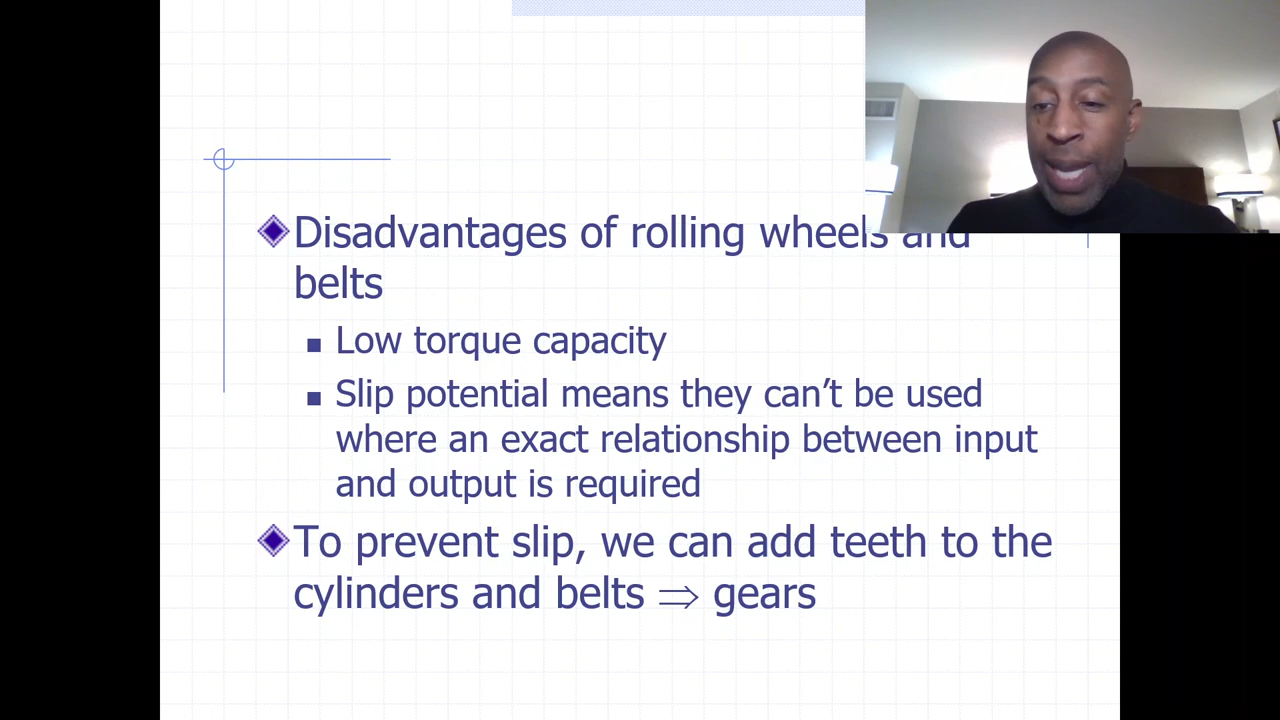 Disadvantages of rolling wheels and
belts
Low torque capacity
Slip potential means they can’t be used
where an exact relationship between input
and output is required
To prevent slip, we can add teeth to the
cylinders and belts ⇒ gears